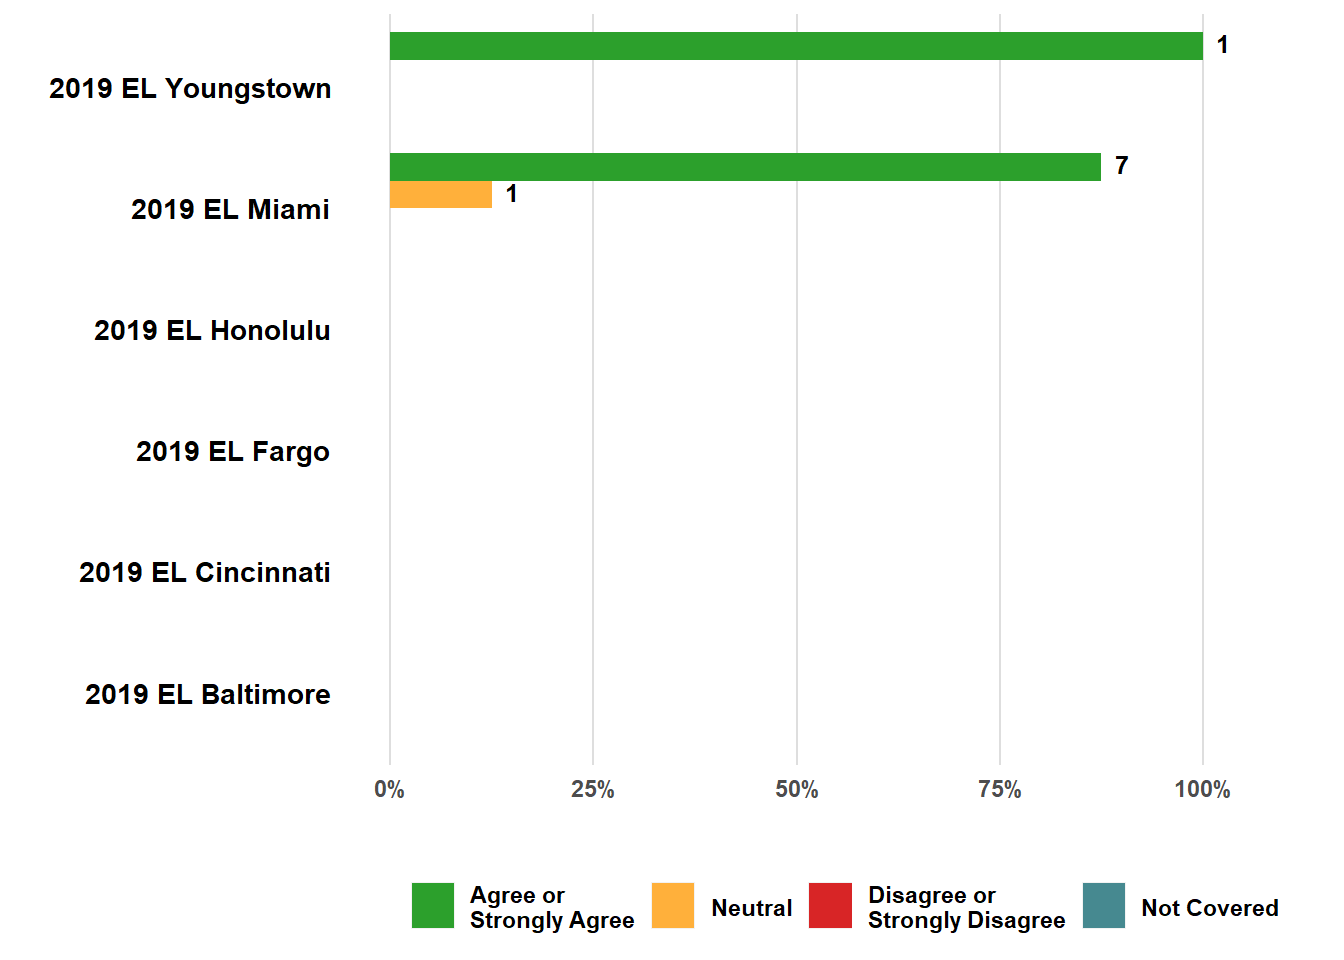 1
2019 EL Youngstown
7
1
2019 EL Miami
2019 EL Honolulu
2019 EL Fargo
2019 EL Cincinnati
2019 EL Baltimore
0% 25% 50% 75% 100%
Agree or
Strongly Agree
Neutral
Disagree or
Strongly Disagree
Not Covered